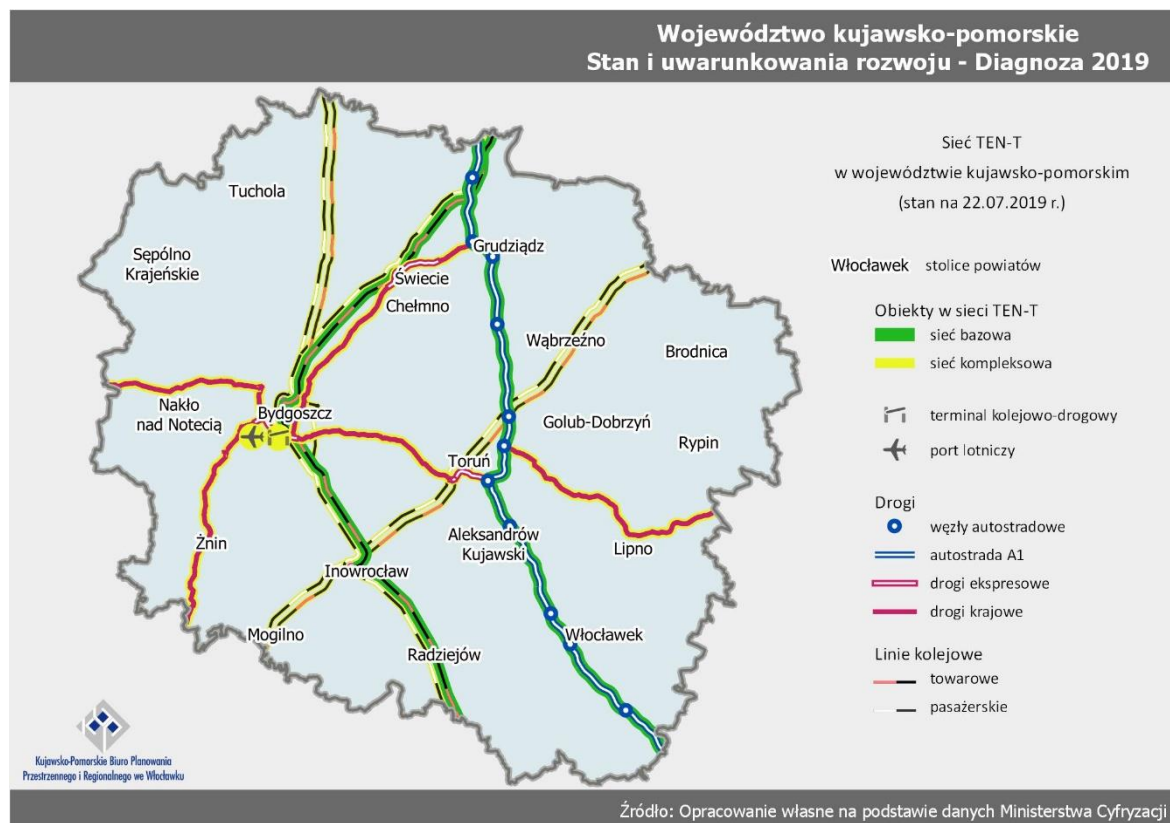 Województwo kujawsko-pomorskie
Stan i uwarunkowania rozwoju - Diagnoza 2019
Sieć TEN-T
w województwie kujawsko-pomorskim
(stan na 22.07.2019 r.)
Włocławek stolice powiatów
Obiekty w sieci TEN-T
sieć bazowa
sieć kompleksowa
terminal kolejowo-drogowy
port lotniczy
Drogi
węzły autostradowe
autostrada A1
drogi ekspresowe
drogi krajowe
Linie kolejowe
towarowe
pasażerskie
Tuchola
Sępólno
Krajeńskie
Grudziądz
Świecie
Chełmno
Wąbrzeźno
Brodnica
Nakło
nad Notecią
Bydgoszcz
Golub-Dobrzyń
Rypin
Toruń
Aleksandrów
Kujawski
Lipno
Żnin
Inowrocław
Mogilno
Włocławek
Radziejów
Kujawsko-Pomorskie Biuro Planowania
Przestrzennego i Regionalnego we Włocławku
Źródło: Opracowanie własne na podstawie danych Ministerstwa Cyfryzacji